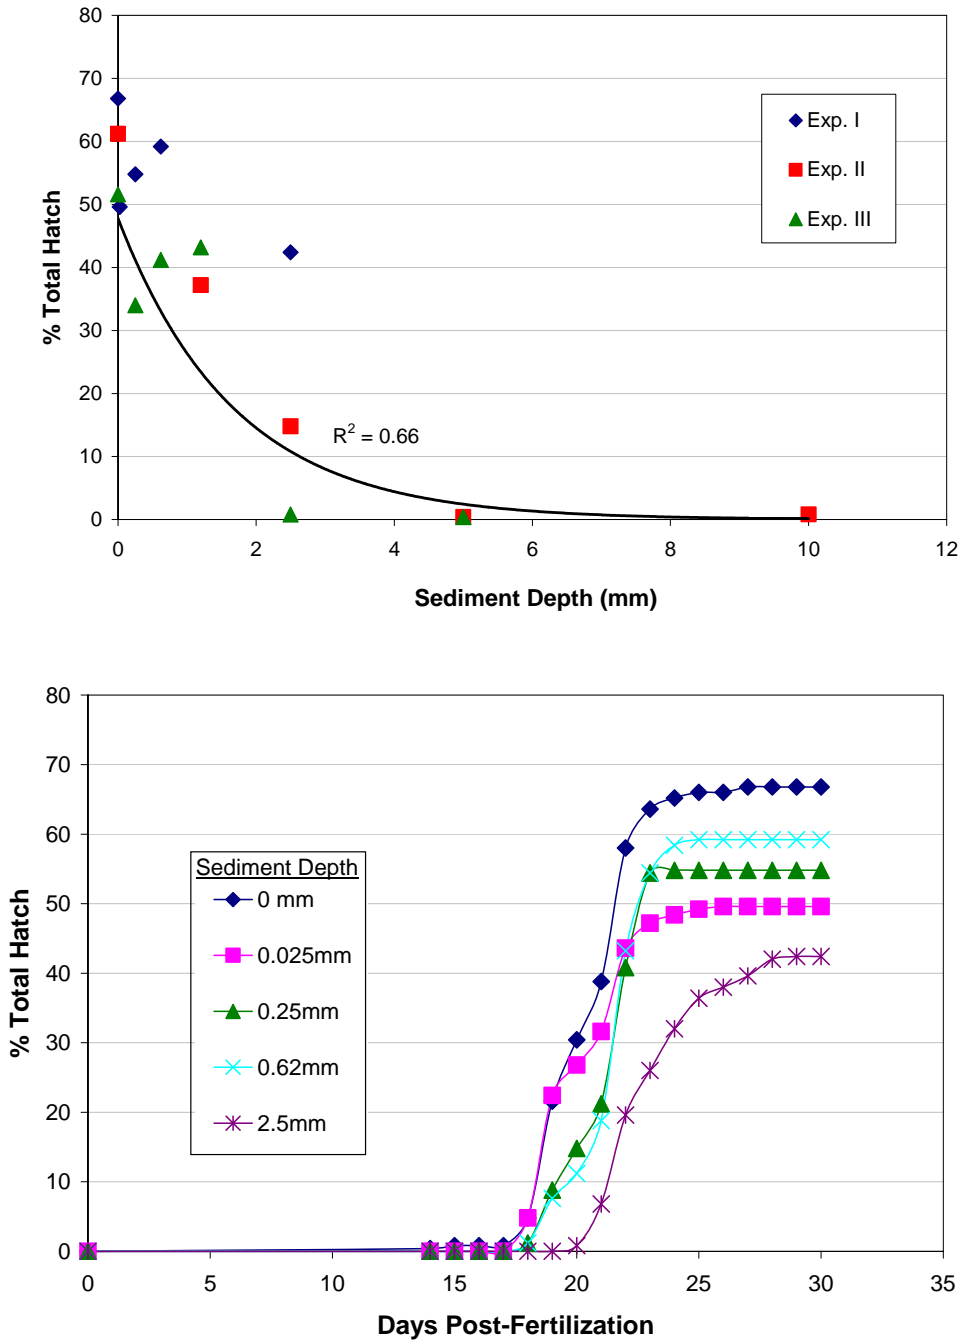 80
70
60
50
40
30
20
10
0
% Total Hatch
Exp. I
Exp. II
Exp. III
R² = 0.66
0 2 4 6 8 10 12
Sediment Depth (mm)
80
70
60
50
40
30
20
10
0
% Total Hatch
Sediment Depth
0 mm
0.025mm
0.25mm
0.62mm
2.5mm
0 5 10 15 20 25 30 35
Days Post-Fertilization